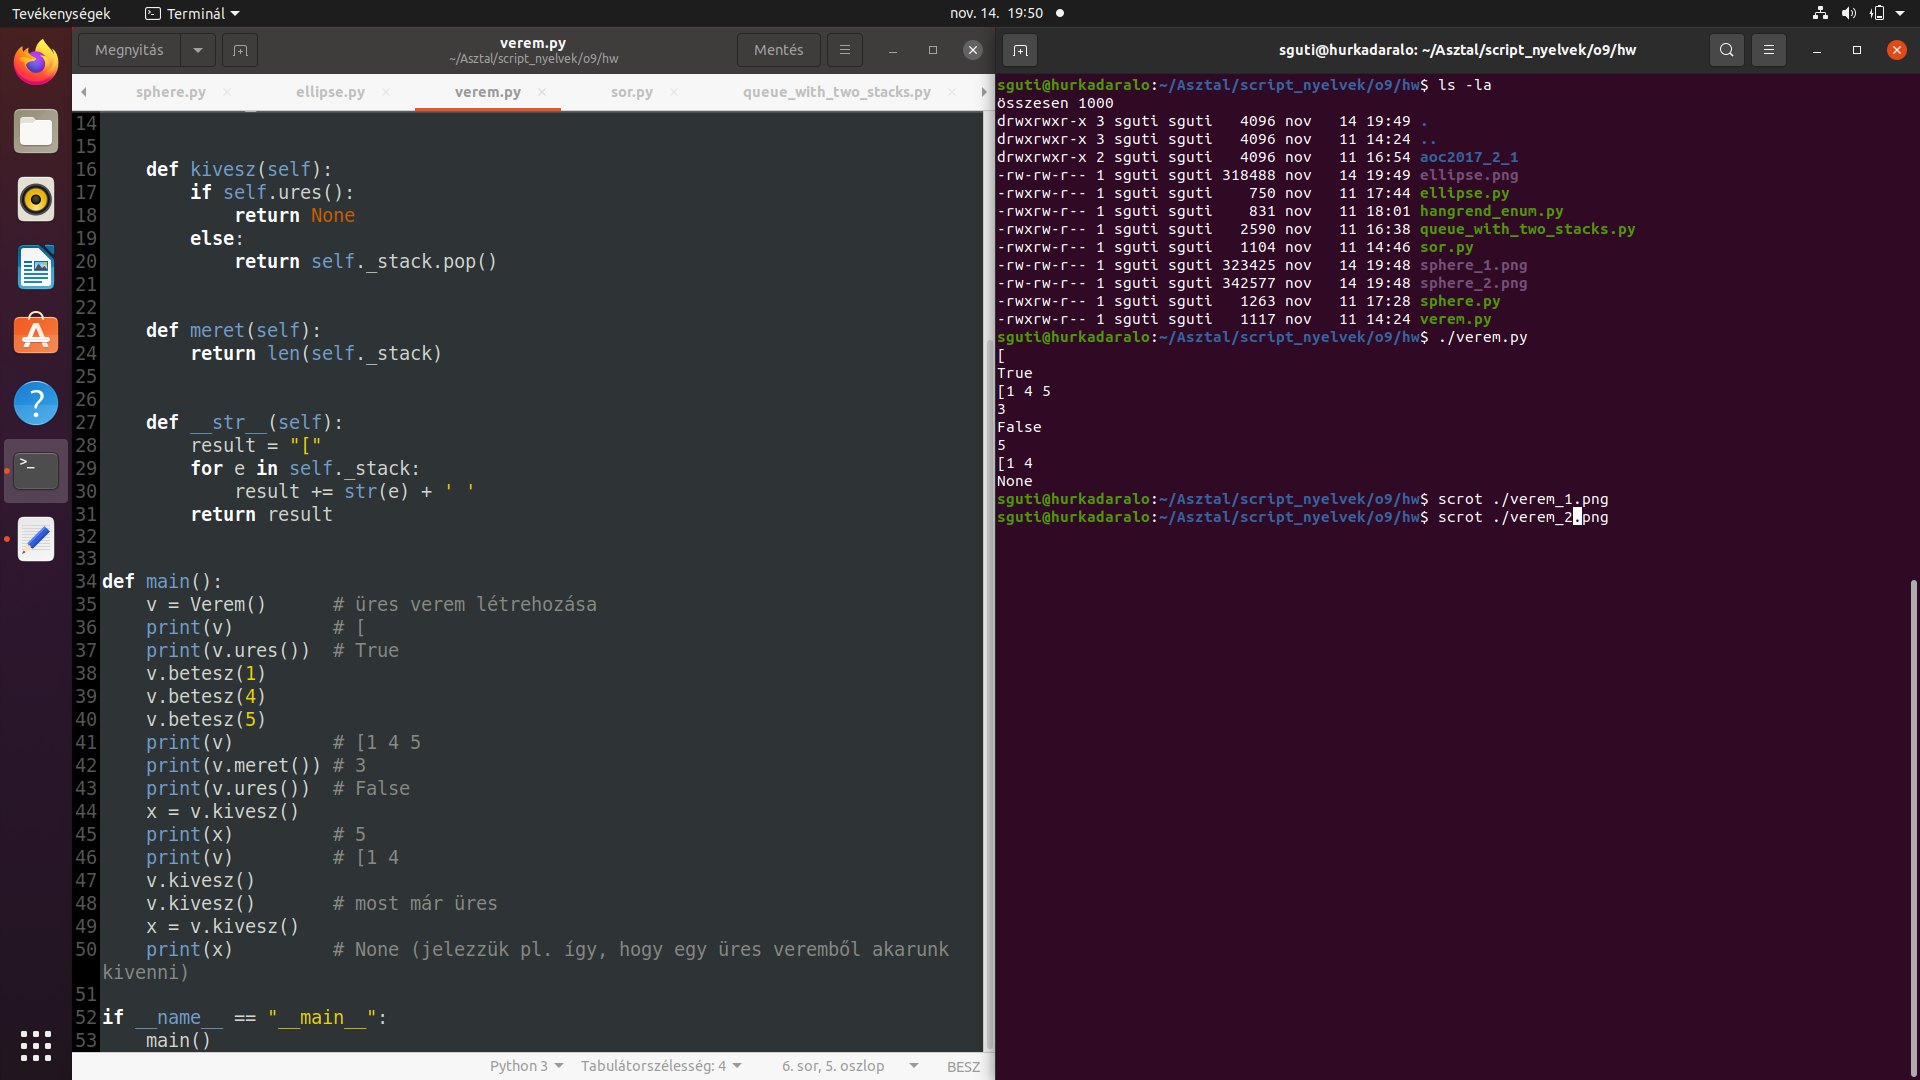 Tevékenységek
Terminál
nov. 14. 19:50
Megnyitás
verem.py
~/Asztal/script_nyelvek/o9/hw
Mentés
sphere.py
ellipse.py
verem.py
sor.py
queue_with_two_stacks.py
14
15
16     def kivesz(self):
17         if self.ures():
18             return None
19         else:
20             return self._stack.pop()
21
22
23     def meret(self):
24         return len(self._stack)
25
26
27     def __str__(self):
28         result = "["
29         for e in self._stack:
30             result += str(e) + ' '
31         return result
32
33
34 def main():
35     v = Verem()      # üres verem létrehozása
36     print(v)         # [
37     print(v.ures())  # True
38     v.betesz(1)
39     v.betesz(4)
40     v.betesz(5)
41     print(v)         # [1 4 5
42     print(v.meret()) # 3
43     print(v.ures())  # False
44     x = v.kivesz()
45     print(x)         # 5
46     print(v)         # [1 4
47     v.kivesz()
48     v.kivesz()       # most már üres
49     x = v.kivesz()
50     print(x)         # None (jelezzük pl. így, hogy egy üres veremből akarunk
kivenni)
51
52 if __name__ == "__main__":
53     main()
Python 3
Tabulátorszélesség: 4
6. sor, 5. oszlop
BESZ
sguti@hurkadaralo: ~/Asztal/script_nyelvek/o9/hw
sguti@hurkadaralo:~/Asztal/script_nyelvek/o9/hw$ ls -la
összesen 1000
drwxrwxr-x 3 sguti sguti   4096 nov   14 19:49 .
drwxrwxr-x 3 sguti sguti   4096 nov   11 14:24 ..
drwxrwxr-x 2 sguti sguti   4096 nov   11 16:54 aoc2017_2_1
-rw-rw-r-- 1 sguti sguti 318488 nov   14 19:49 ellipse.png
-rwxrw-r-- 1 sguti sguti    750 nov   11 17:44 ellipse.py
-rwxrw-r-- 1 sguti sguti    831 nov   11 18:01 hangrend_enum.py
-rwxrw-r-- 1 sguti sguti   2590 nov   11 16:38 queue_with_two_stacks.py
-rwxrw-r-- 1 sguti sguti   1104 nov   11 14:46 sor.py
-rw-rw-r-- 1 sguti sguti 323425 nov   14 19:48 sphere_1.png
-rw-rw-r-- 1 sguti sguti 342577 nov   14 19:48 sphere_2.png
-rwxrw-r-- 1 sguti sguti   1263 nov   11 17:28 sphere.py
-rwxrw-r-- 1 sguti sguti   1117 nov   11 14:24 verem.py
sguti@hurkadaralo:~/Asztal/script_nyelvek/o9/hw$ ./verem.py
[
True
[1 4 5
3
False
5
[1 4
None
sguti@hurkadaralo:~/Asztal/script_nyelvek/o9/hw$ scrot ./verem_1.png
sguti@hurkadaralo:~/Asztal/script_nyelvek/o9/hw$ scrot ./verem_2.png